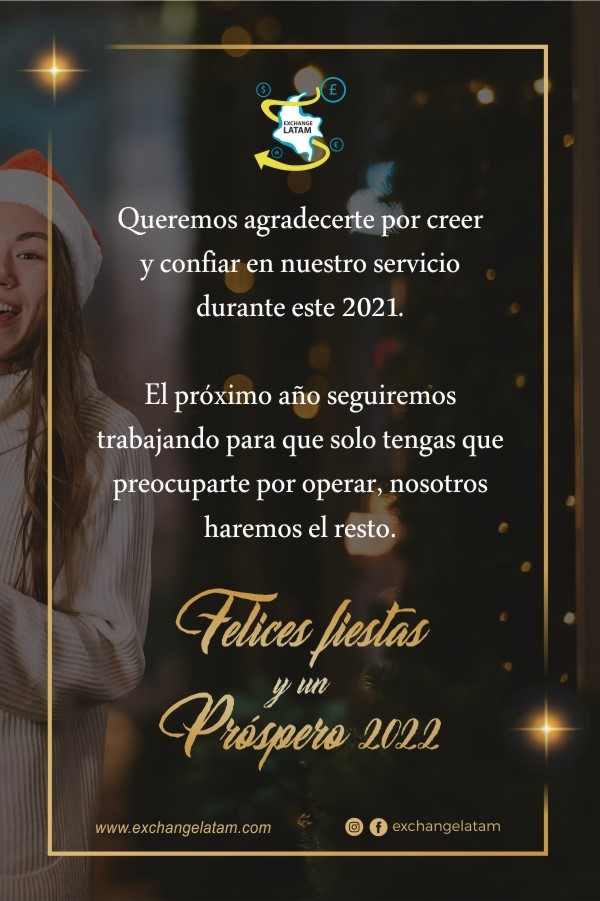 EXCHANGE
LATAM
Queremos agradecerte por creer
y confiar en nuestro servicio
durante este 2021.
El próximo año seguiremos
trabajando para que solo tengas que
preocuparte por operar, nosotros
haremos el resto.
Felices fiestas
y un
Próspero 2022
www.exchangelatam.com
exchangelatam